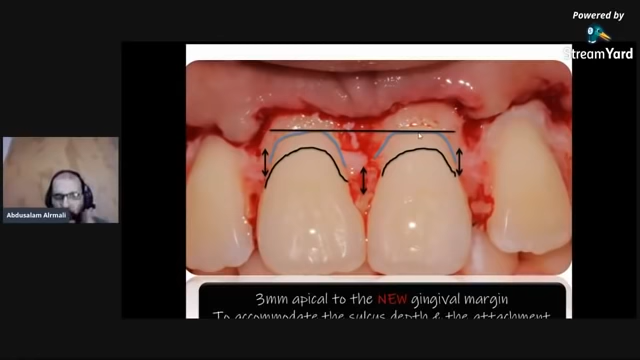 Powered by
StreamYard
Abdusalam Alrmali
3mm apical to the NEW gingival margin
To accommodate the sulcus depth & the attachment